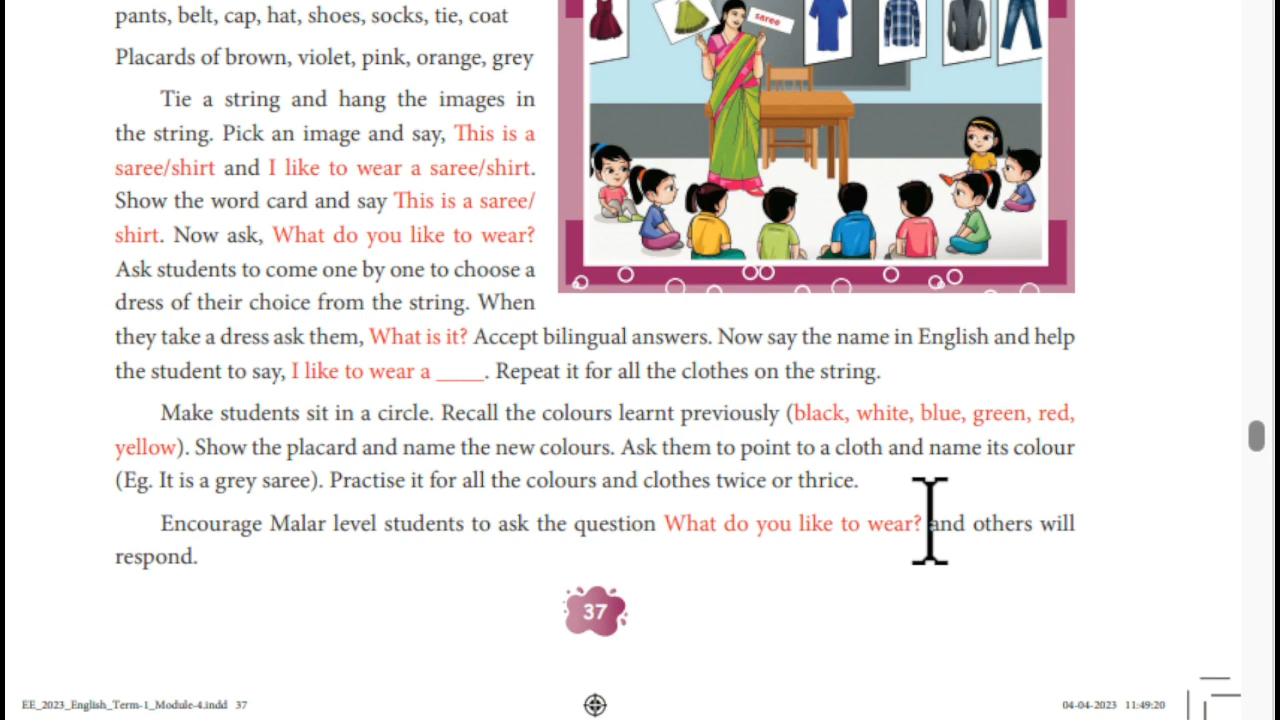 pants, belt, cap, hat, shoes, socks, tie, coat
Placards of brown, violet, pink, orange, grey
Tie a string and hang the images in
the string. Pick an image and say, This is a
saree/shirt and I like to wear a saree/shirt.
Show the word card and say This is a saree/
shirt. Now ask, What do you like to wear?
Ask students to come one by one to choose a
dress of their choice from the string. When
they take a dress ask them, What is it? Accept bilingual answers. Now say the name in English and help
the student to say, I like to wear a ____. Repeat it for all the clothes on the string.
saree
Make students sit in a circle. Recall the colours learnt previously (black, white, blue, green, red,
yellow). Show the placard and name the new colours. Ask them to point to a cloth and name its colour
(Eg. It is a grey saree). Practise it for all the colours and clothes twice or thrice.
Encourage Malar level students to ask the question What do you like to wear? and others will
respond.
37
EE_2023_English_Term-1_Module-4.indd 37
04-04-2023 11:49:20